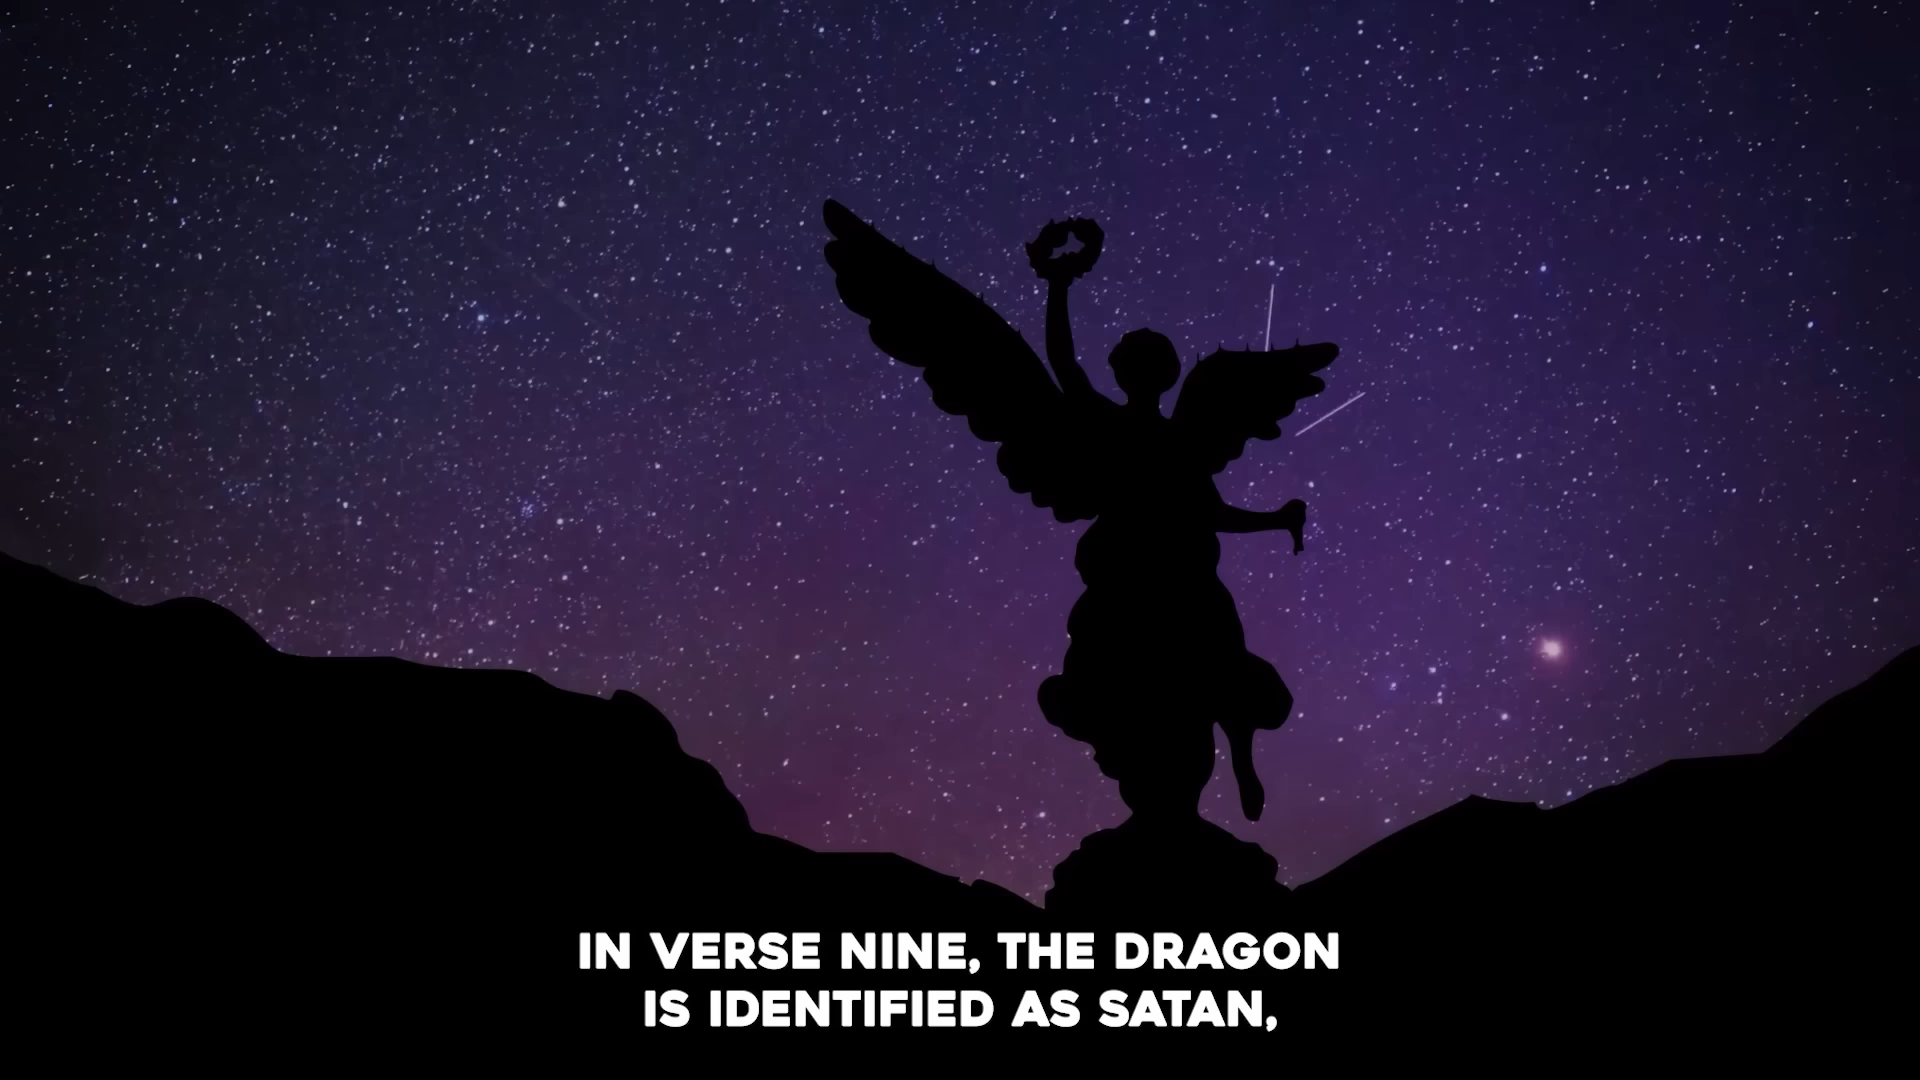 IN VERSE NINE, THE DRAGON
IS IDENTIFIED AS SATAN,